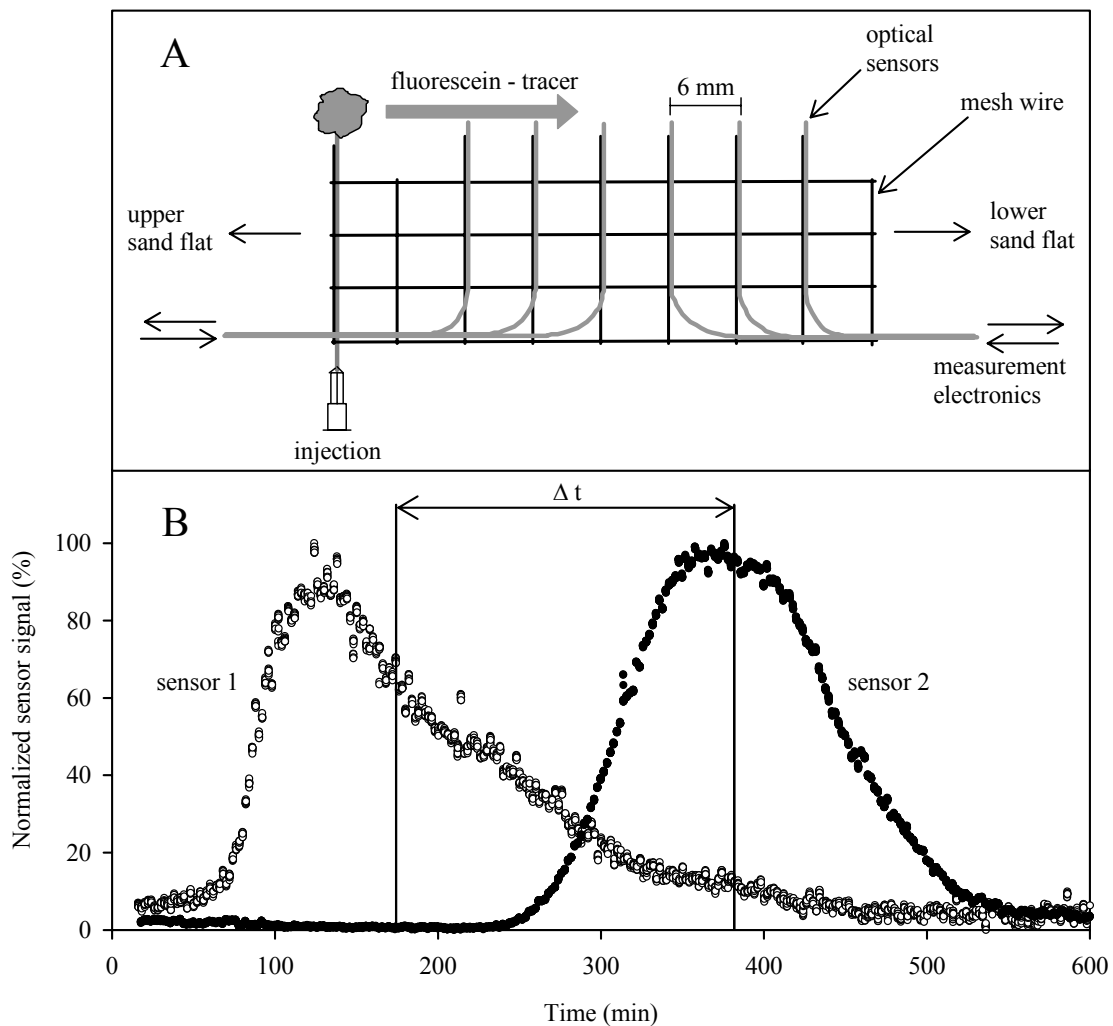 A
optical
sensors
fluorescein - tracer
6 mm
mesh wire
upper
sand flat
lower
sand flat
measurement
electronics
injection
B
Δ t
100
80
60
40
20
0
Normalized sensor signal (%)
sensor 1
sensor 2
0 100 200 300 400 500 600
Time (min)